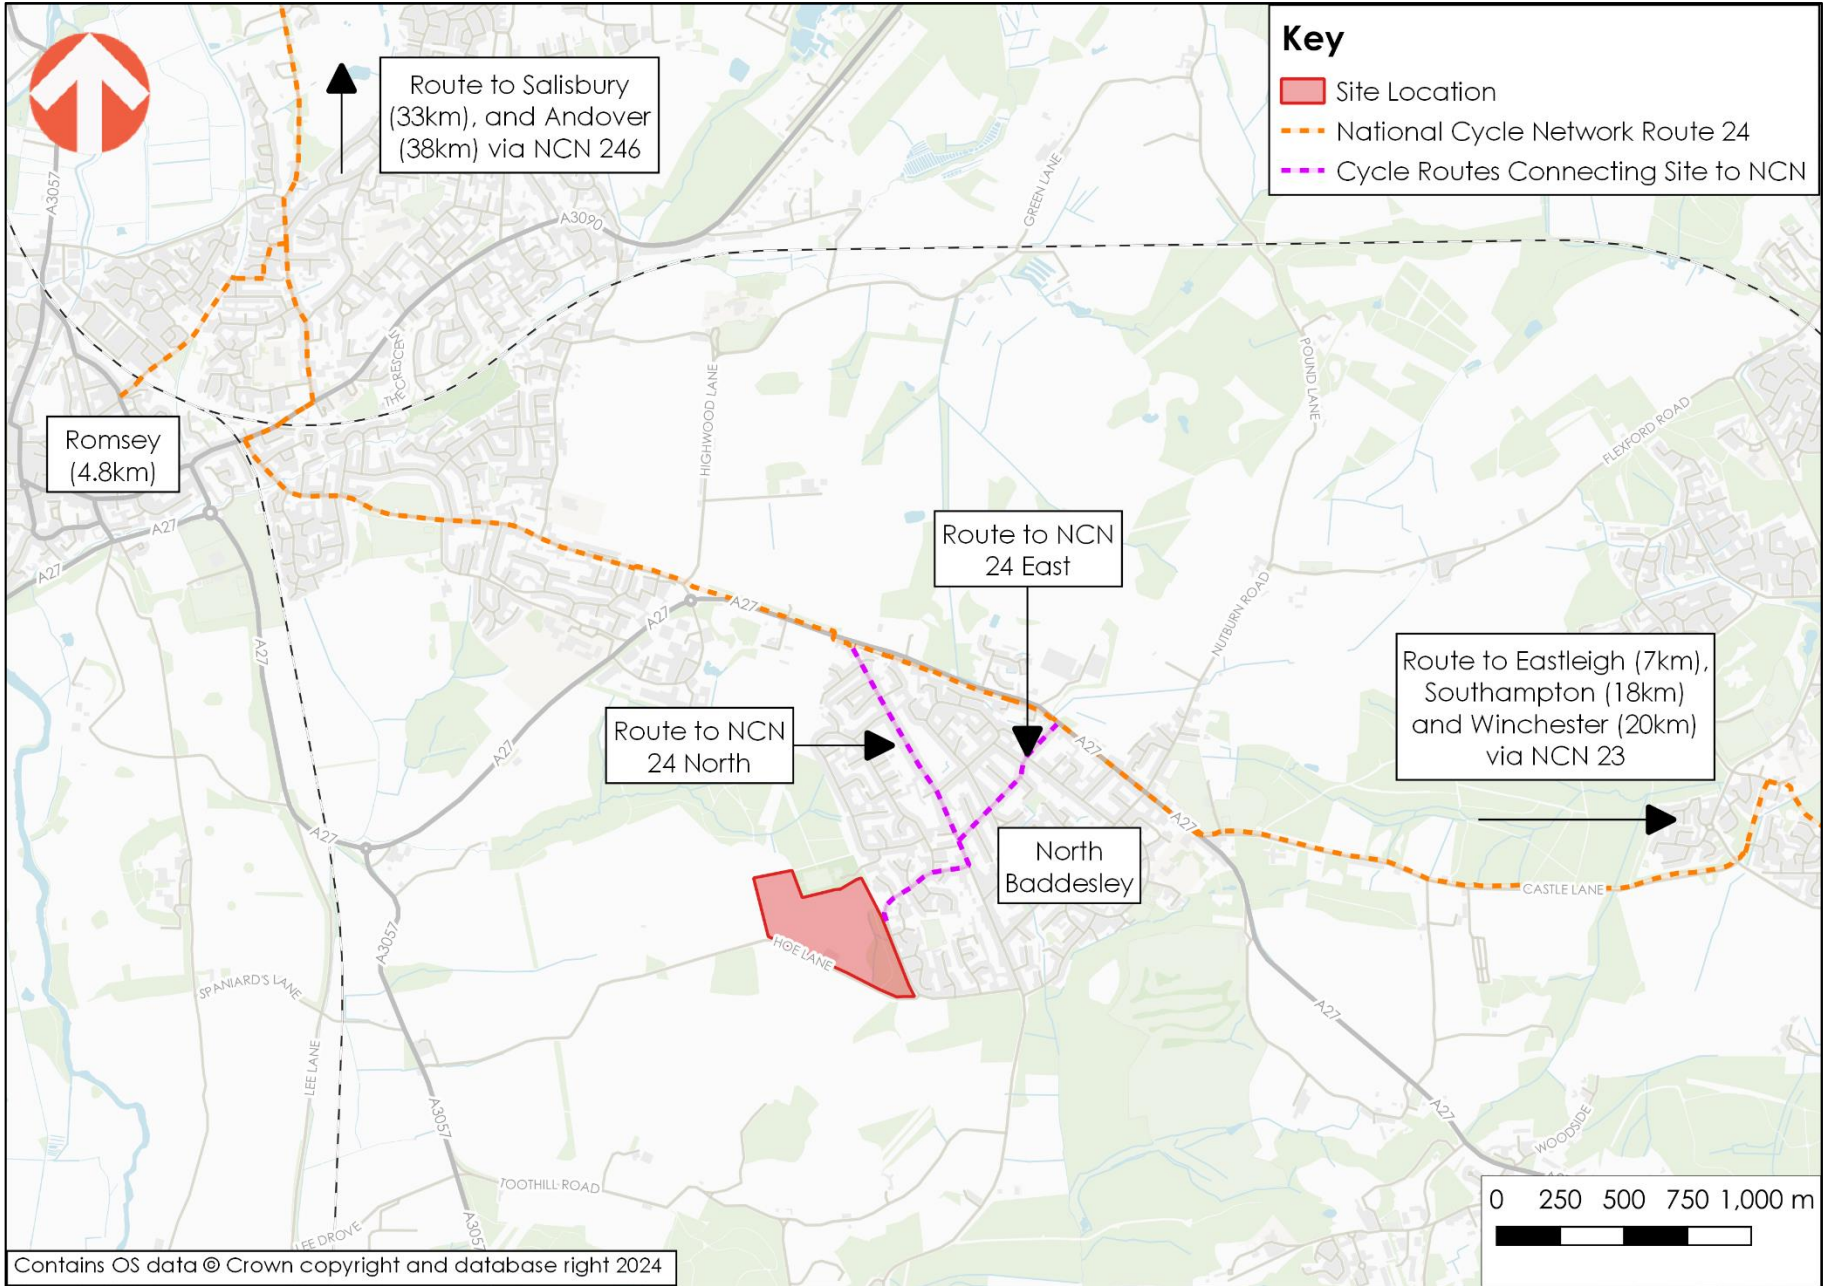 Key
Site Location
National Cycle Network Route 24
Cycle Routes Connecting Site to NCN
Route to Salisbury
(33km), and Andover
(38km) via NCN 246
A3057
A3090
GREEN LANE
THE CRESCENT
HIGHWOOD LANE
POUND LANE
FLEXFORD ROAD
Romsey
(4.8km)
A27
A27
A27
A27
A27
Route to NCN
24 East
NUTBURN ROAD
Route to Eastleigh (7km),
Southampton (18km)
and Winchester (20km)
via NCN 23
Route to NCN
24 North
A27
A27
A27
A27
North
Baddesley
CASTLE LANE
HOE LANE
A3057
SPANIARD'S LANE
LEE LANE
A27
A27
A3057
WOODSIDE
TOOTHILL ROAD
A3057
LEE DROVE
0 250 500 750 1,000 m
Contains OS data © Crown copyright and database right 2024